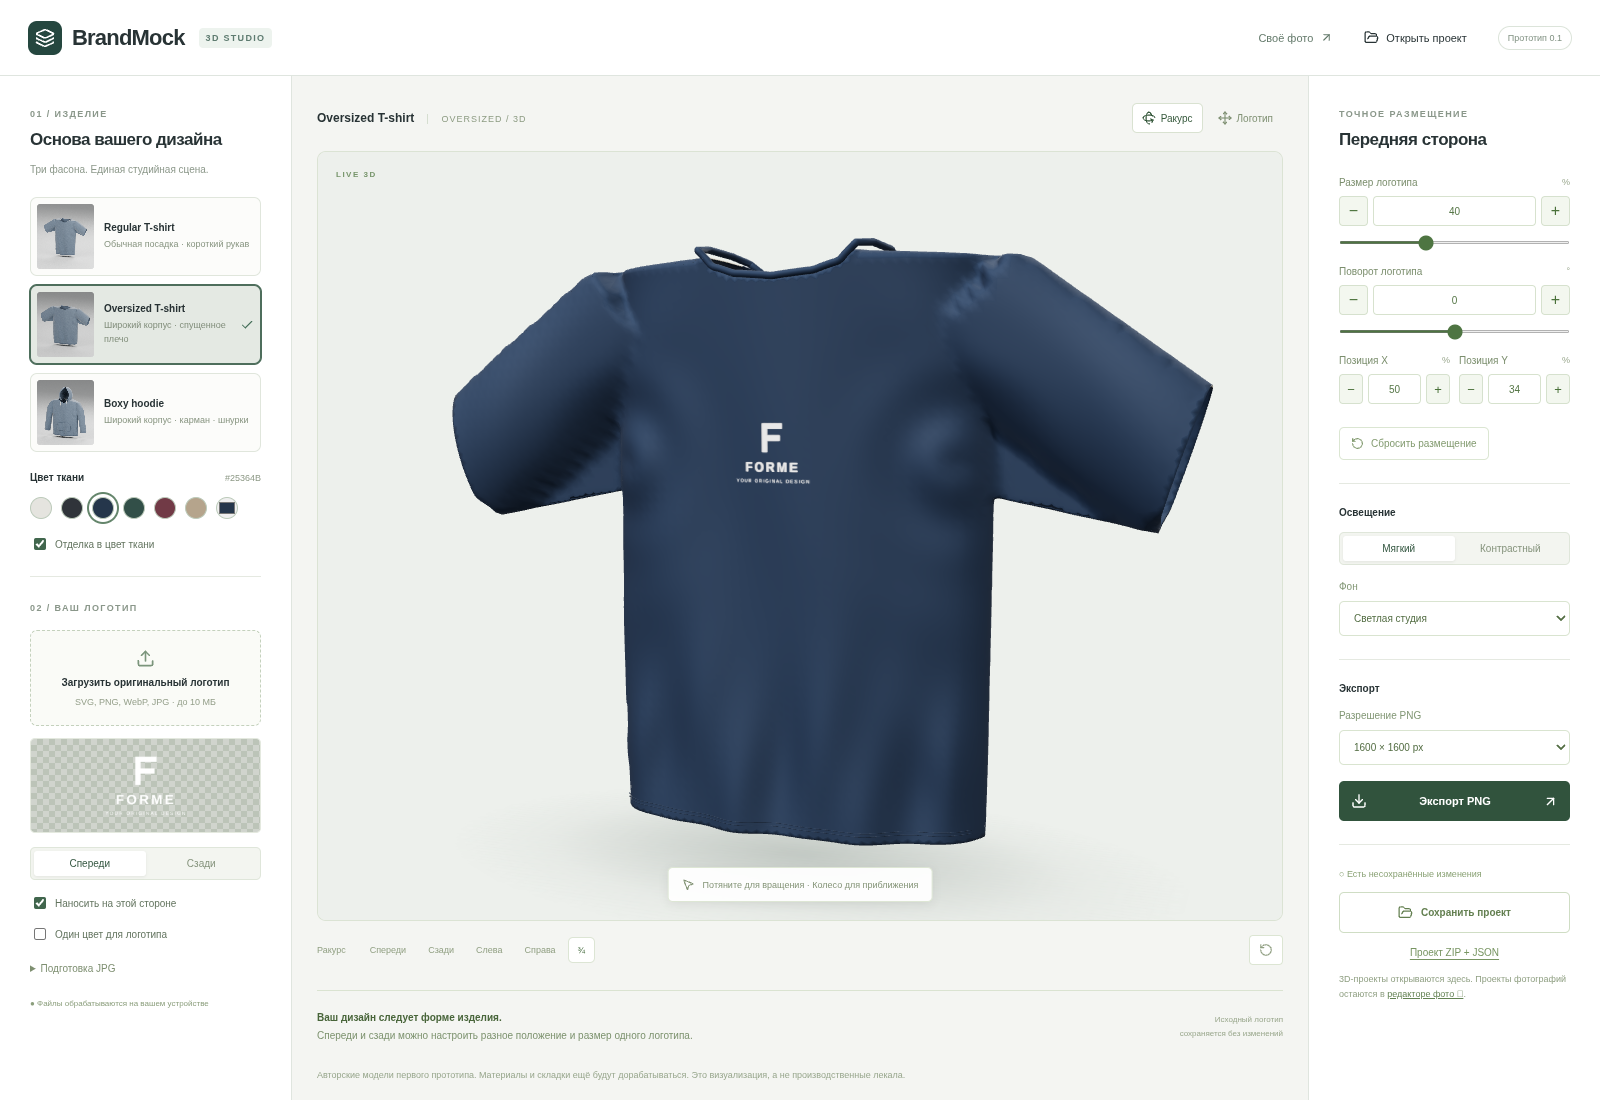 BrandMock
3D STUDIO
Своё фото
Открыть проект
Прототип 0.1
01 / ИЗДЕЛИЕ
Основа вашего дизайна
Три фасона. Единая студийная сцена.
Regular T-shirt
Обычная посадка · короткий рукав
Oversized T-shirt
Широкий корпус · спущенное
плечо
Boxy hoodie
Широкий корпус · карман · шнурки
Цвет ткани
#25364B
Отделка в цвет ткани
02 / ВАШ ЛОГОТИП
Загрузить оригинальный логотип
SVG, PNG, WebP, JPG · до 10 МБ
F
FORME
YOUR ORIGINAL DESIGN
Спереди
Сзади
Наносить на этой стороне
Один цвет для логотипа
Подготовка JPG
● Файлы обрабатываются на вашем устройстве
Oversized T-shirt
OVERSIZED / 3D
Ракурс
Логотип
LIVE 3D
F
FORME
YOUR ORIGINAL DESIGN
Потяните для вращения · Колесо для приближения
Ракурс
Спереди
Сзади
Слева
Справа
¾
Ваш дизайн следует форме изделия.
Спереди и сзади можно настроить разное положение и размер одного логотипа.
Исходный логотип
сохраняется без изменений
Авторские модели первого прототипа. Материалы и складки ещё будут дорабатываться. Это визуализация, а не производственные лекала.
ТОЧНОЕ РАЗМЕЩЕНИЕ
Передняя сторона
Размер логотипа
%
− 40 +
Поворот логотипа
°
− 0 +
Позиция X % Позиция Y %
− 50 + − 34 +
Сбросить размещение
Освещение
Мягкий
Контрастный
Фон
Светлая студия
Экспорт
Разрешение PNG
1600 × 1600 px
Экспорт PNG
○ Есть несохранённые изменения
Сохранить проект
Проект ZIP + JSON
3D-проекты открываются здесь. Проекты фотографий
остаются в редакторе фото .